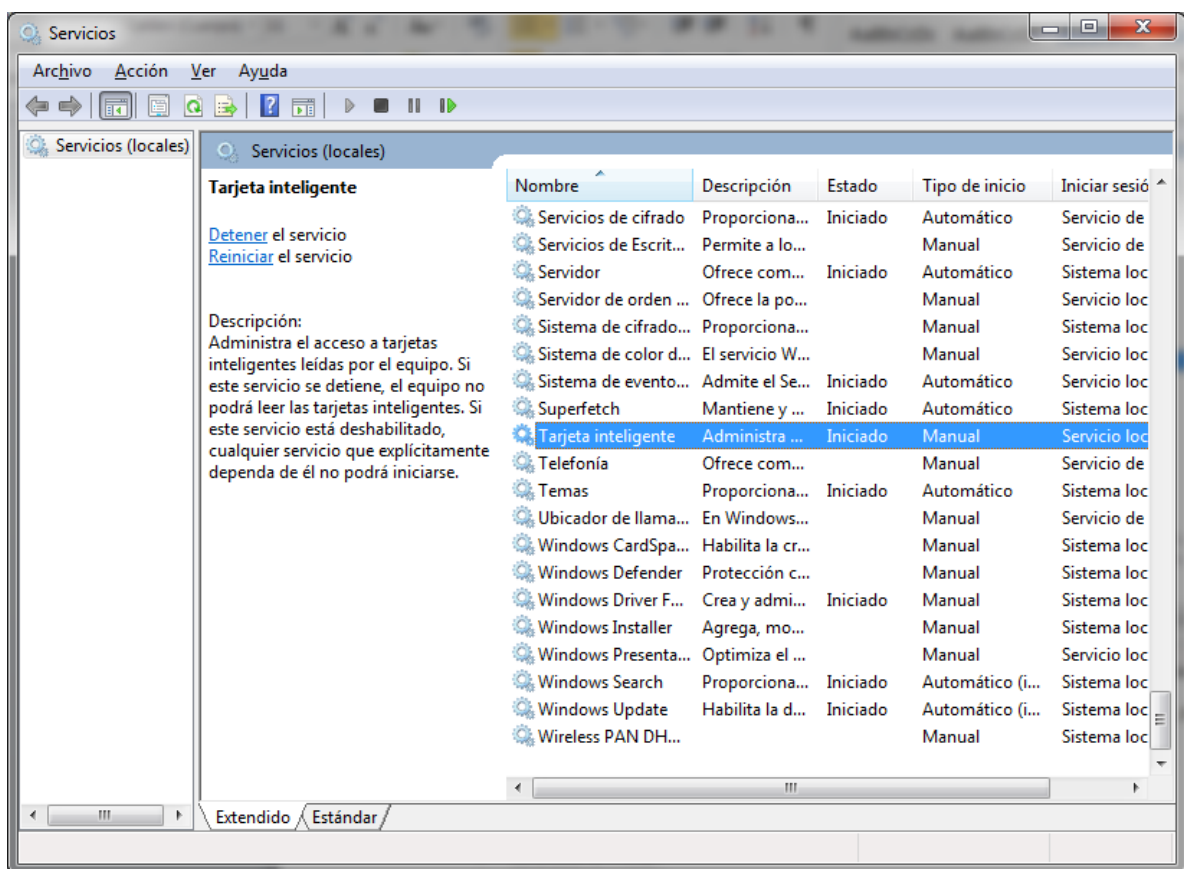 Servicios
Archivo Acción Ver Ayuda
Servicios (locales)
Servicios (locales)
Tarjeta inteligente
Detener el servicio
Reiniciar el servicio
Descripción:
Administra el acceso a tarjetas
inteligentes leídas por el equipo. Si
este servicio se detiene, el equipo no
podrá leer las tarjetas inteligentes. Si
este servicio está deshabilitado,
cualquier servicio que explícitamente
dependa de él no podrá iniciarse.
Nombre Descripción Estado Tipo de inicio Iniciar sesió
Servicios de cifrado Proporciona... Iniciado Automático Servicio de
Servicios de Escrit... Permite a lo... Manual Servicio de
Servidor Ofrece com... Iniciado Automático Sistema loc
Servidor de orden ... Ofrece la po... Manual Servicio loc
Sistema de cifrado... Proporciona... Manual Sistema loc
Sistema de color d... El servicio W... Manual Servicio loc
Sistema de evento... Admite el Se... Iniciado Automático Servicio loc
Superfetch Mantiene y ... Iniciado Automático Sistema loc
Tarjeta inteligente Administra ... Iniciado Manual Servicio loc
Telefonía Ofrece com... Manual Servicio de
Temas Proporciona... Iniciado Automático Sistema loc
Ubicador de llama... En Windows... Manual Servicio de
Windows CardSpa... Habilita la cr... Manual Sistema loc
Windows Defender Protección c... Manual Sistema loc
Windows Driver F... Crea y admi... Iniciado Manual Sistema loc
Windows Installer Agrega, mo... Manual Sistema loc
Windows Presenta... Optimiza el ... Manual Servicio loc
Windows Search Proporciona... Iniciado Automático (i... Sistema loc
Windows Update Habilita la d... Iniciado Automático (i... Sistema loc
Wireless PAN DH... Manual Sistema loc
Extendido Estándar